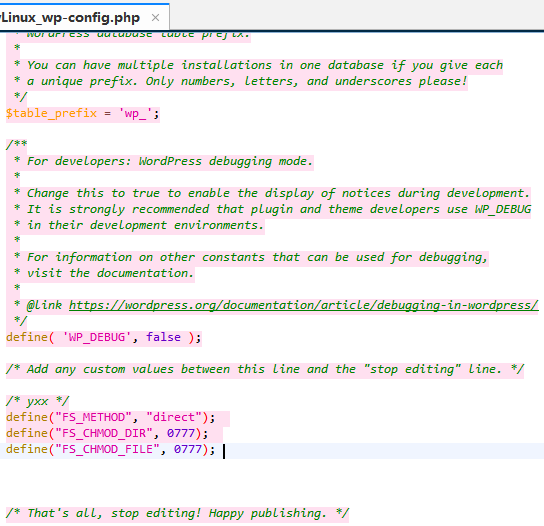 Linux_wp-config.php ×
* WordPress database table prefix.
*
* You can have multiple installations in one database if you give each
* a unique prefix. Only numbers, letters, and underscores please!
*/
$table_prefix = 'wp_';
/**
* For developers: WordPress debugging mode.
*
* Change this to true to enable the display of notices during development.
* It is strongly recommended that plugin and theme developers use WP_DEBUG
* in their development environments.
*
* For information on other constants that can be used for debugging,
* visit the documentation.
*
* @link https://wordpress.org/documentation/article/debugging-in-wordpress/
*/
define( 'WP_DEBUG', false );
/* Add any custom values between this line and the "stop editing" line. */
/* yxx */
define("FS_METHOD", "direct");
define("FS_CHMOD_DIR", 0777);
define("FS_CHMOD_FILE", 0777);
/* That's all, stop editing! Happy publishing. */